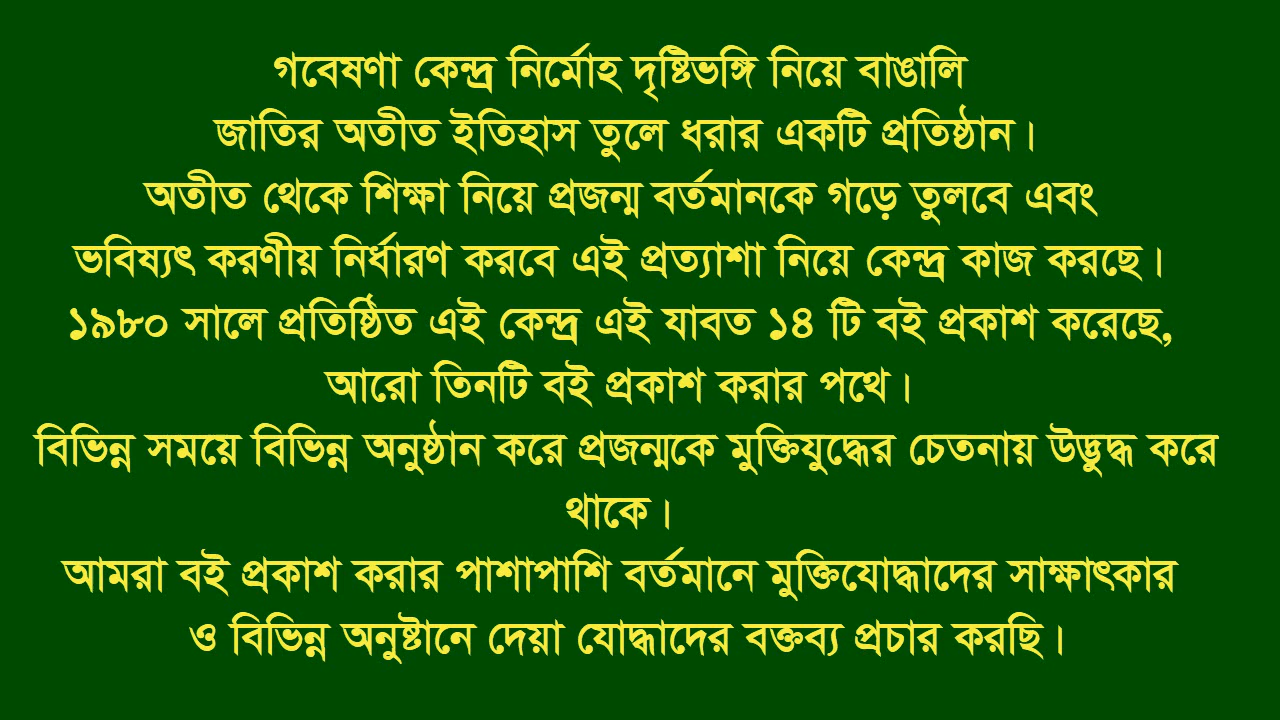 গবেষণা কেন্দ্র নির্মোহ দৃষ্টিভঙ্গি নিয়ে বাঙালি
জাতির অতীত ইতিহাস তুলে ধরার একটি প্রতিষ্ঠান।
অতীত থেকে শিক্ষা নিয়ে প্রজন্ম বর্তমানকে গড়ে তুলবে এবং
ভবিষ্যৎ করণীয় নির্ধারণ করবে এই প্রত্যাশা নিয়ে কেন্দ্র কাজ করছে।
১৯৮০ সালে প্রতিষ্ঠিত এই কেন্দ্র এই যাবত ১৪ টি বই প্রকাশ করেছে,
আরো তিনটি বই প্রকাশ করার পথে।
বিভিন্ন সময়ে বিভিন্ন অনুষ্ঠান করে প্রজন্মকে মুক্তিযুদ্ধের চেতনায় উদ্ভুদ্ধ করে
থাকে।
আমরা বই প্রকাশ করার পাশাপাশি বর্তমানে মুক্তিযোদ্ধাদের সাক্ষাৎকার
ও বিভিন্ন অনুষ্টানে দেয়া যোদ্ধাদের বক্তব্য প্রচার করছি।